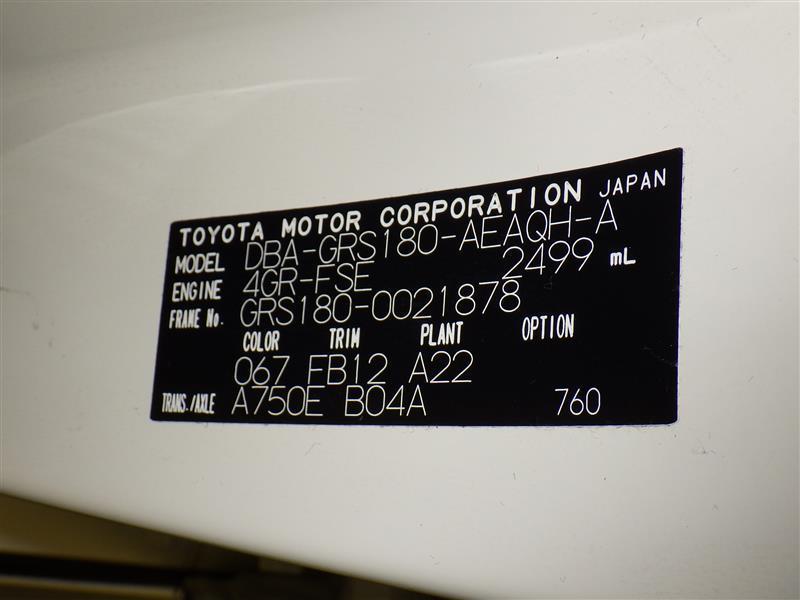 TOYOTA MOTOR CORPORATION JAPAN
MODEL DBA-GRS180-AEAQH-A
ENGINE 4GR-FSE 2499 mL
FRAME No. GRS180-0021878
COLOR TRIM PLANT OPTION
067 FB12 A22
TRANS./AXLE A750E B04A 760